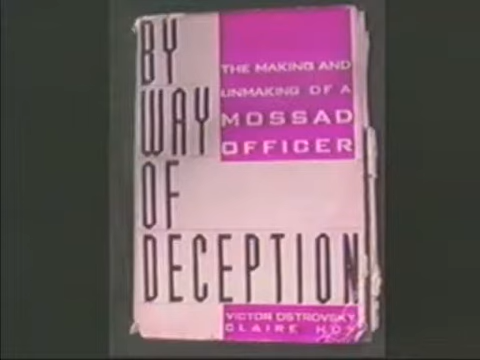 BY
WAY
OF
DECEPTION
THE MAKING AND
UNMAKING OF A
MOSSAD
OFFICER
VICTOR OSTROVSKY
CLAIRE HOY